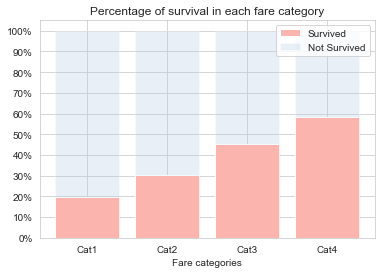 Percentage of survival in each fare category
Survived
Not Survived
100%
90%
80%
70%
60%
50%
40%
30%
20%
10%
0%
Cat1 Cat2 Cat3 Cat4
Fare categories